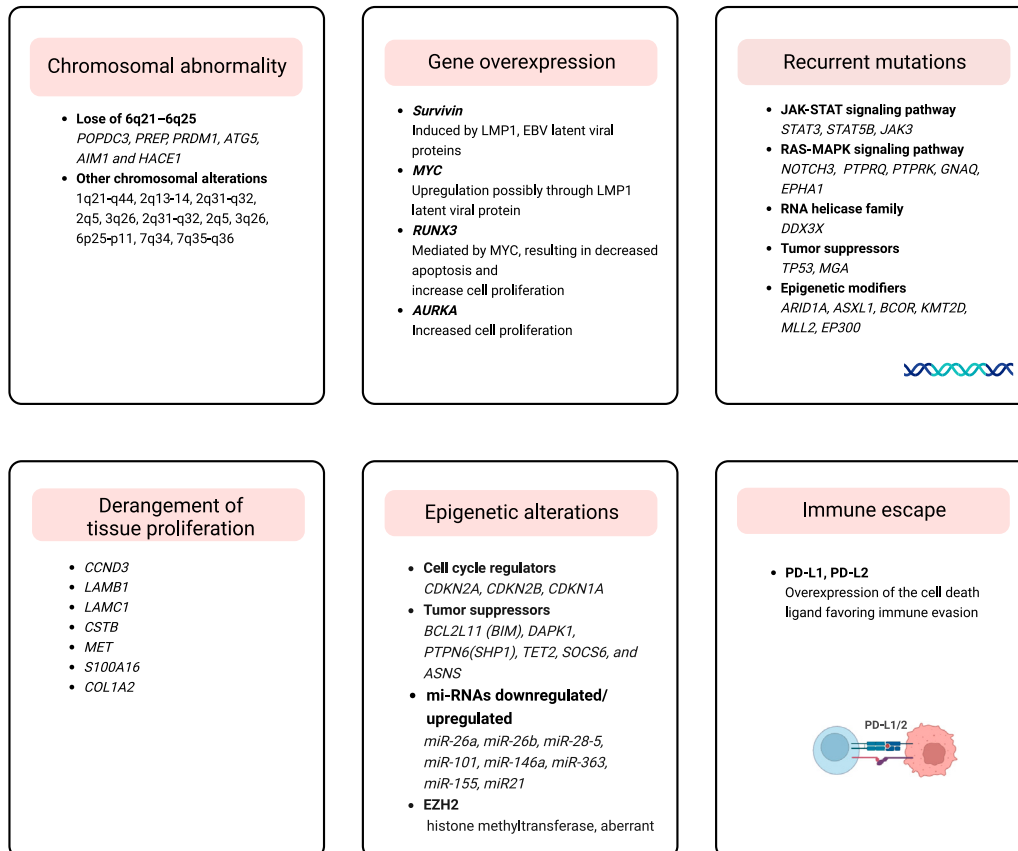 Chromosomal abnormality
• Lose of 6q21–6q25
POPDC3, PREP, PRDM1, ATG5,
AIM1 and HACE1
• Other chromosomal alterations
1q21-q44, 2q13-14, 2q31-q32,
2q5, 3q26, 2q31-q32, 2q5, 3q26,
6p25-p11, 7q34, 7q35-q36
Gene overexpression
• Survivin
Induced by LMP1, EBV latent viral
proteins
• MYC
Upregulation possibly through LMP1
latent viral protein
• RUNX3
Mediated by MYC, resulting in decreased
apoptosis and
increase cell proliferation
• AURKA
Increased cell proliferation
Recurrent mutations
• JAK-STAT signaling pathway
STAT3, STAT5B, JAK3
• RAS-MAPK signaling pathway
NOTCH3, PTPRQ, PTPRK, GNAQ,
EPHA1
• RNA helicase family
DDX3X
• Tumor suppressors
TP53, MGA
• Epigenetic modifiers
ARID1A, ASXL1, BCOR, KMT2D,
MLL2, EP300
Derangement of
tissue proliferation
• CCND3
• LAMB1
• LAMC1
• CSTB
• MET
• S100A16
• COL1A2
Epigenetic alterations
• Cell cycle regulators
CDKN2A, CDKN2B, CDKN1A
• Tumor suppressors
BCL2L11 (BIM), DAPK1,
PTPN6(SHP1), TET2, SOCS6, and
ASNS
• mi-RNAs downregulated/
upregulated
miR-26a, miR-26b, miR-28-5,
miR-101, miR-146a, miR-363,
miR-155, miR21
• EZH2
histone methyltransferase, aberrant
Immune escape
• PD-L1, PD-L2
Overexpression of the cell death
ligand favoring immune evasion
PD-L1/2